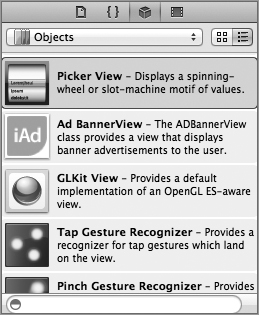 { }
Objects
Picker View – Displays a spinning-
wheel or slot-machine motif of values.
iAd
Ad BannerView – The ADBannerView
class provides a view that displays
banner advertisements to the user.
GLKit View – Provides a default
implementation of an OpenGL ES-aware
view.
Tap Gesture Recognizer – Provides a
recognizer for tap gestures which land
on the view.
Pinch Gesture Recognizer – Provides